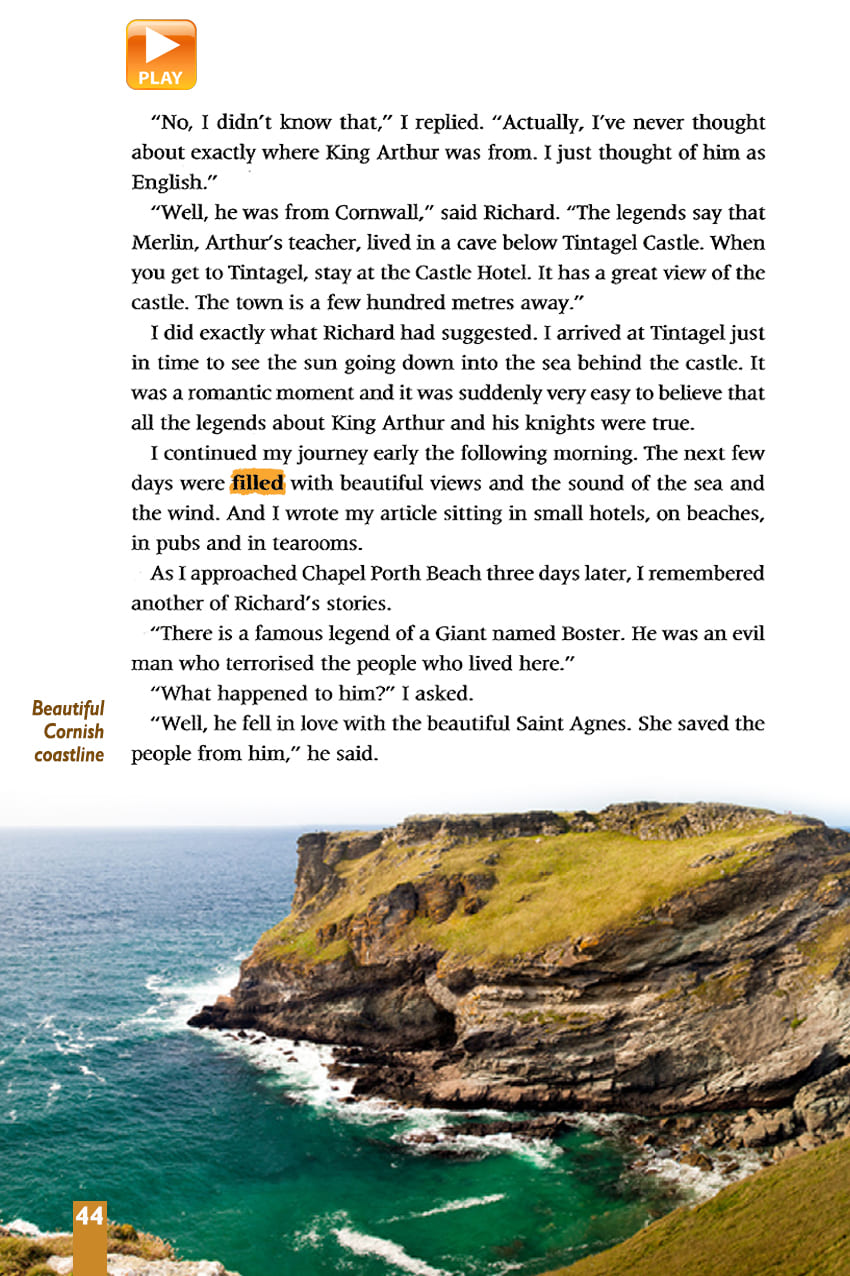 PLAY
“No, I didn’t know that,” I replied. “Actually, I’ve never thought
about exactly where King Arthur was from. I just thought of him as
English.”
“Well, he was from Cornwall,” said Richard. “The legends say that
Merlin, Arthur’s teacher, lived in a cave below Tintagel Castle. When
you get to Tintagel, stay at the Castle Hotel. It has a great view of the
castle. The town is a few hundred metres away.”
I did exactly what Richard had suggested. I arrived at Tintagel just
in time to see the sun going down into the sea behind the castle. It
was a romantic moment and it was suddenly very easy to believe that
all the legends about King Arthur and his knights were true.
I continued my journey early the following morning. The next few
days were filled with beautiful views and the sound of the sea and
the wind. And I wrote my article sitting in small hotels, on beaches,
in pubs and in tearooms.
As I approached Chapel Porth Beach three days later, I remembered
another of Richard’s stories.
“There is a famous legend of a Giant named Boster. He was an evil
man who terrorised the people who lived here.”
“What happened to him?” I asked.
“Well, he fell in love with the beautiful Saint Agnes. She saved the
people from him,” he said.
Beautiful
Cornish
coastline
44